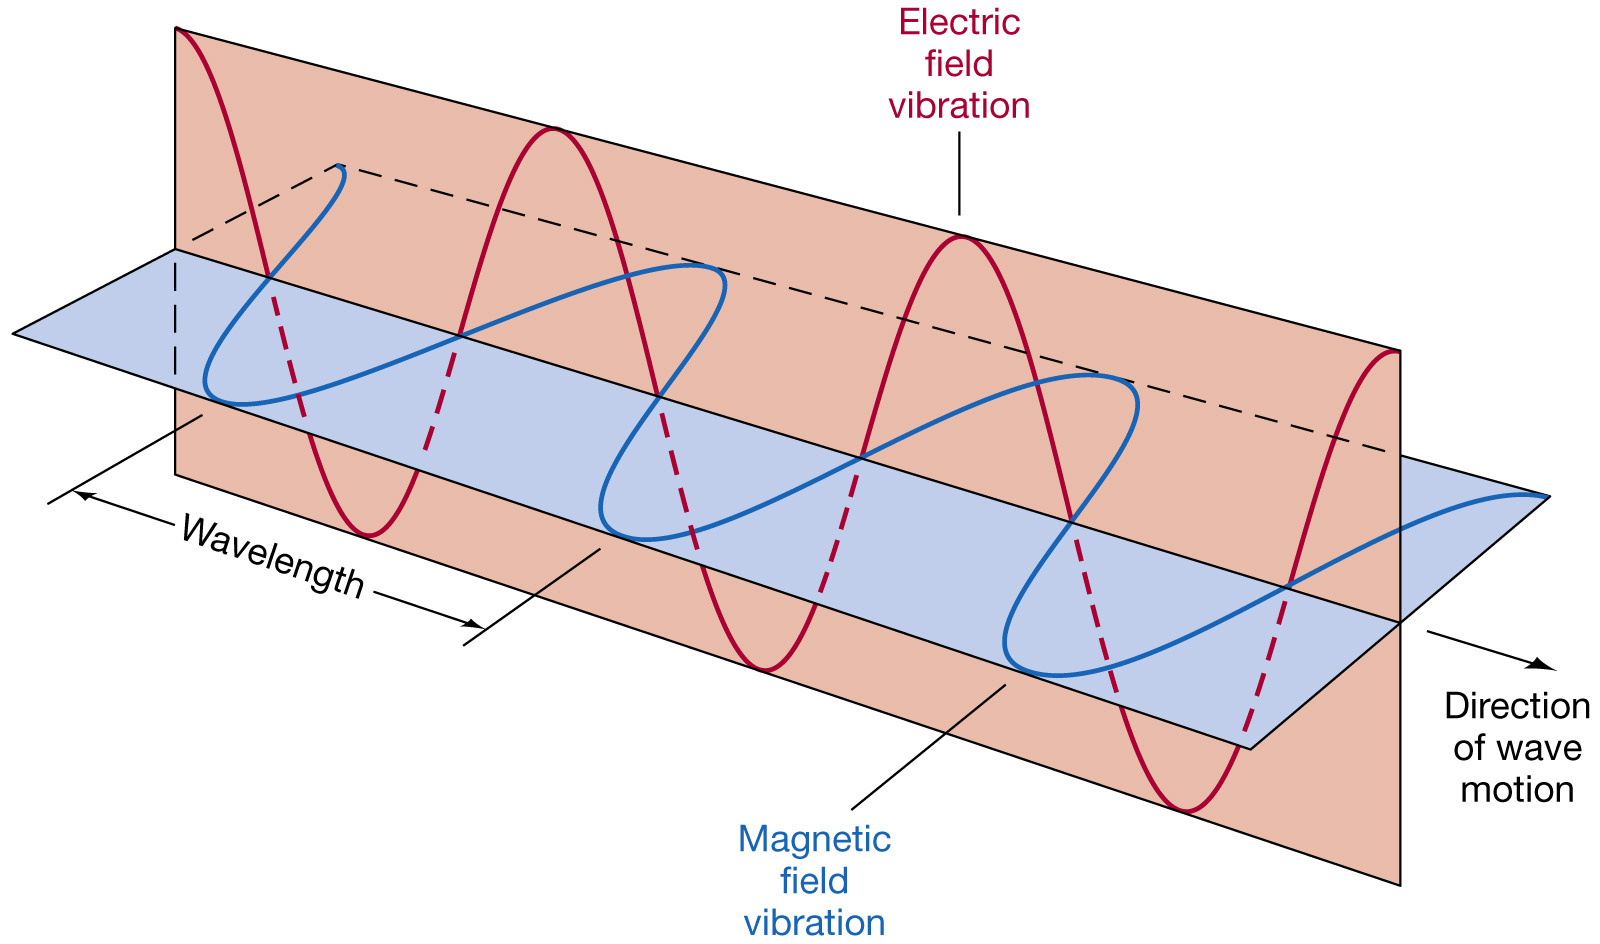 Electric
field
vibration
Wavelength
Direction
of wave
motion
Magnetic
field
vibration